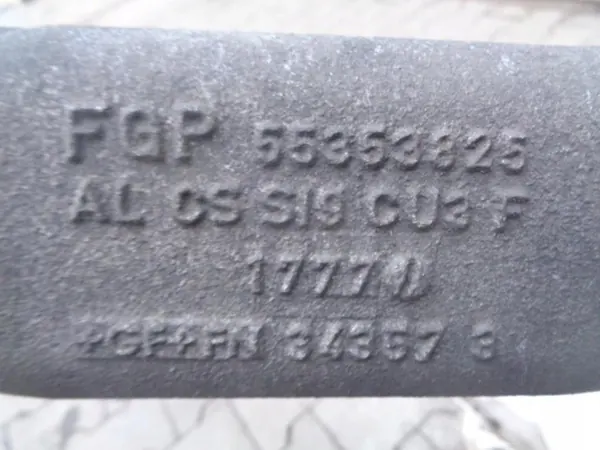 FGP 55353825
AL CS SI9 CU3 F
1777
+GF+FN 34357 3